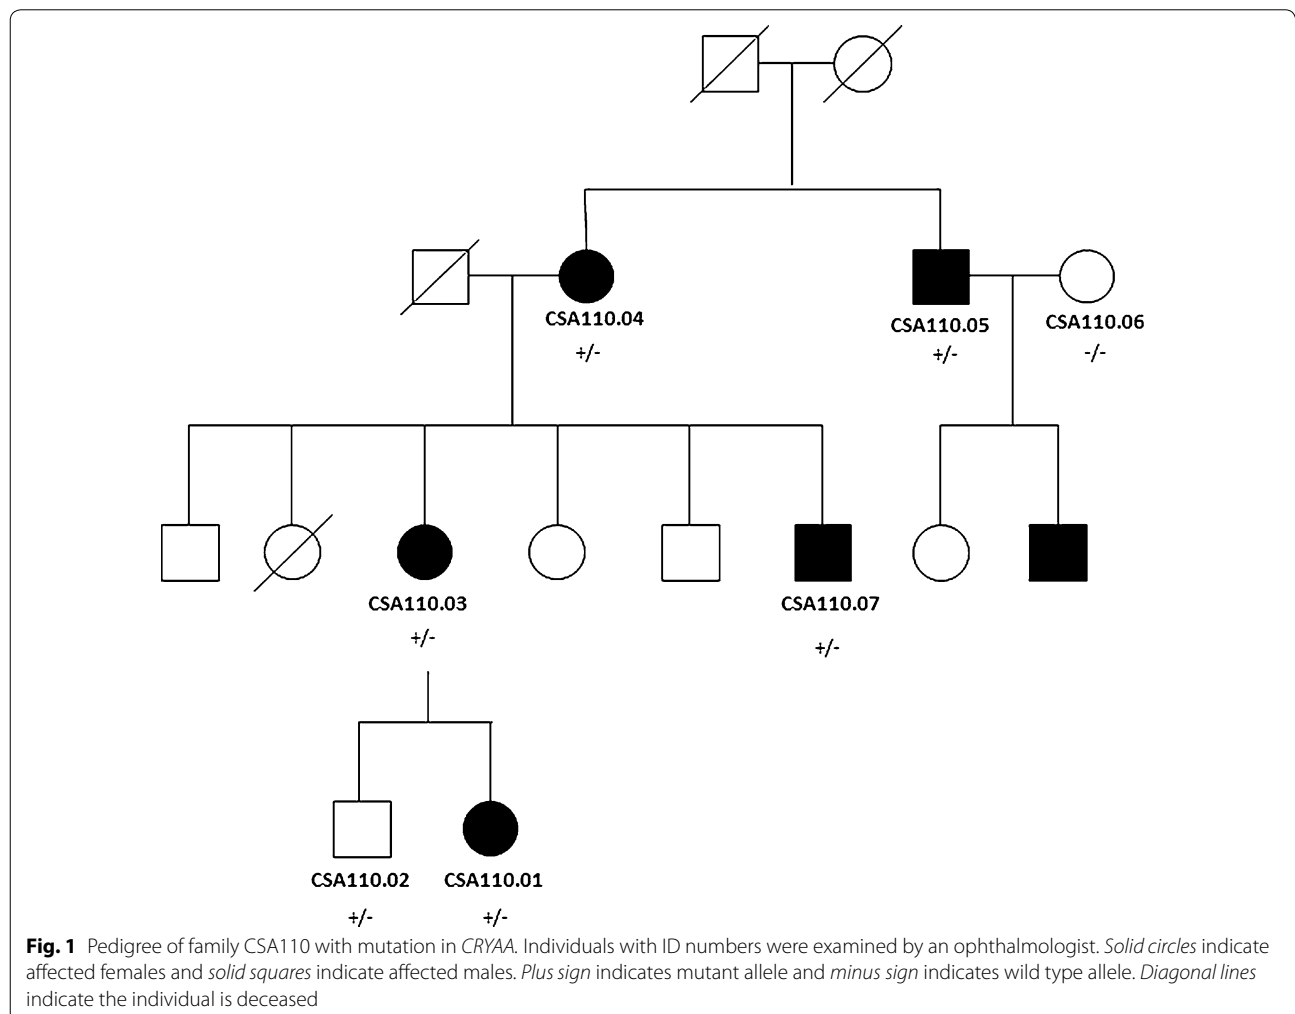 CSA110.04
+/-
CSA110.05
+/-
CSA110.06
-/-
CSA110.03
+/-
CSA110.07
+/-
CSA110.02
+/-
CSA110.01
+/-
Fig. 1 Pedigree of family CSA110 with mutation in CRYAA. Individuals with ID numbers were examined by an ophthalmologist. Solid circles indicate
affected females and solid squares indicate affected males. Plus sign indicates mutant allele and minus sign indicates wild type allele. Diagonal lines
indicate the individual is deceased